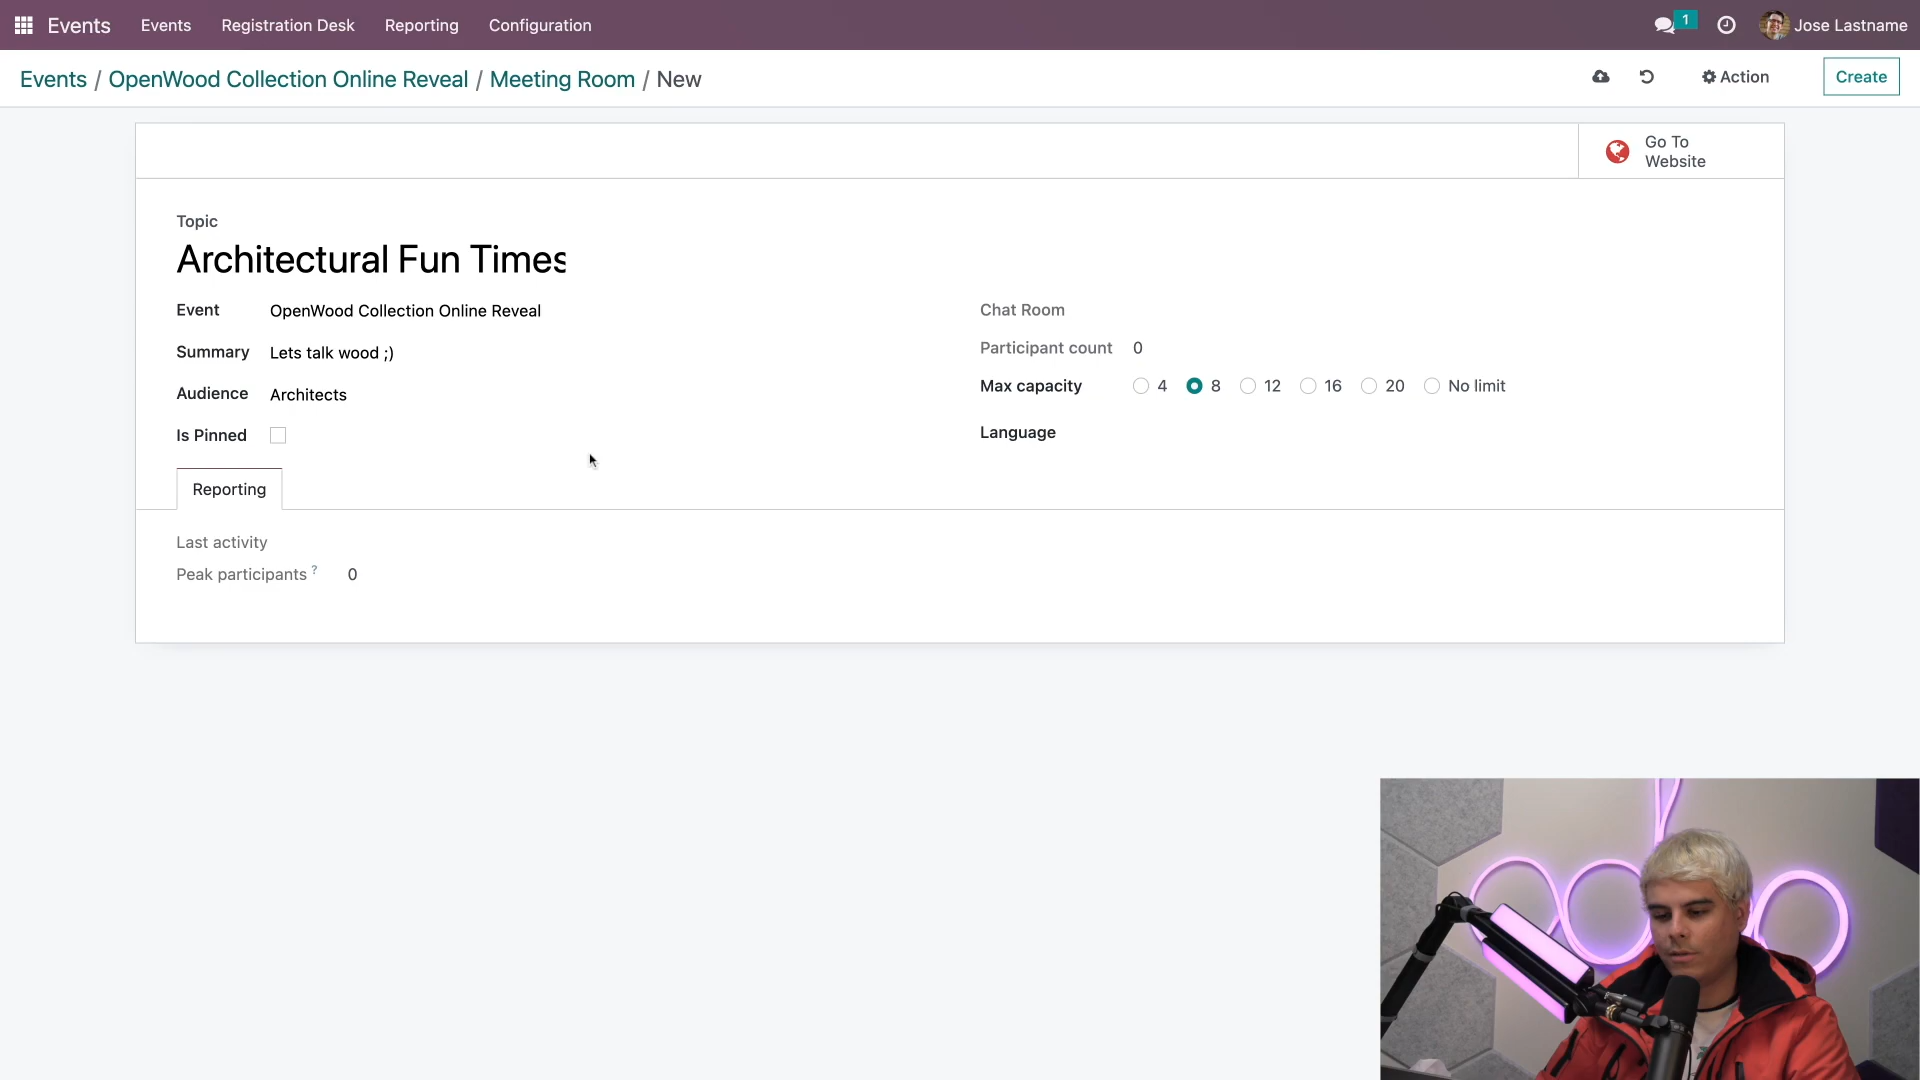 Events Events Registration Desk Reporting Configuration 1 Jose Lastname
Events / OpenWood Collection Online Reveal / Meeting Room / New Action Create
Go To
Website
Topic
Architectural Fun Times
Event OpenWood Collection Online Reveal
Summary Lets talk wood ;)
Audience Architects
Is Pinned
Chat Room
Participant count 0
Max capacity 4 8 12 16 20 No limit
Language
Reporting
Last activity
Peak participants ? 0
odoo